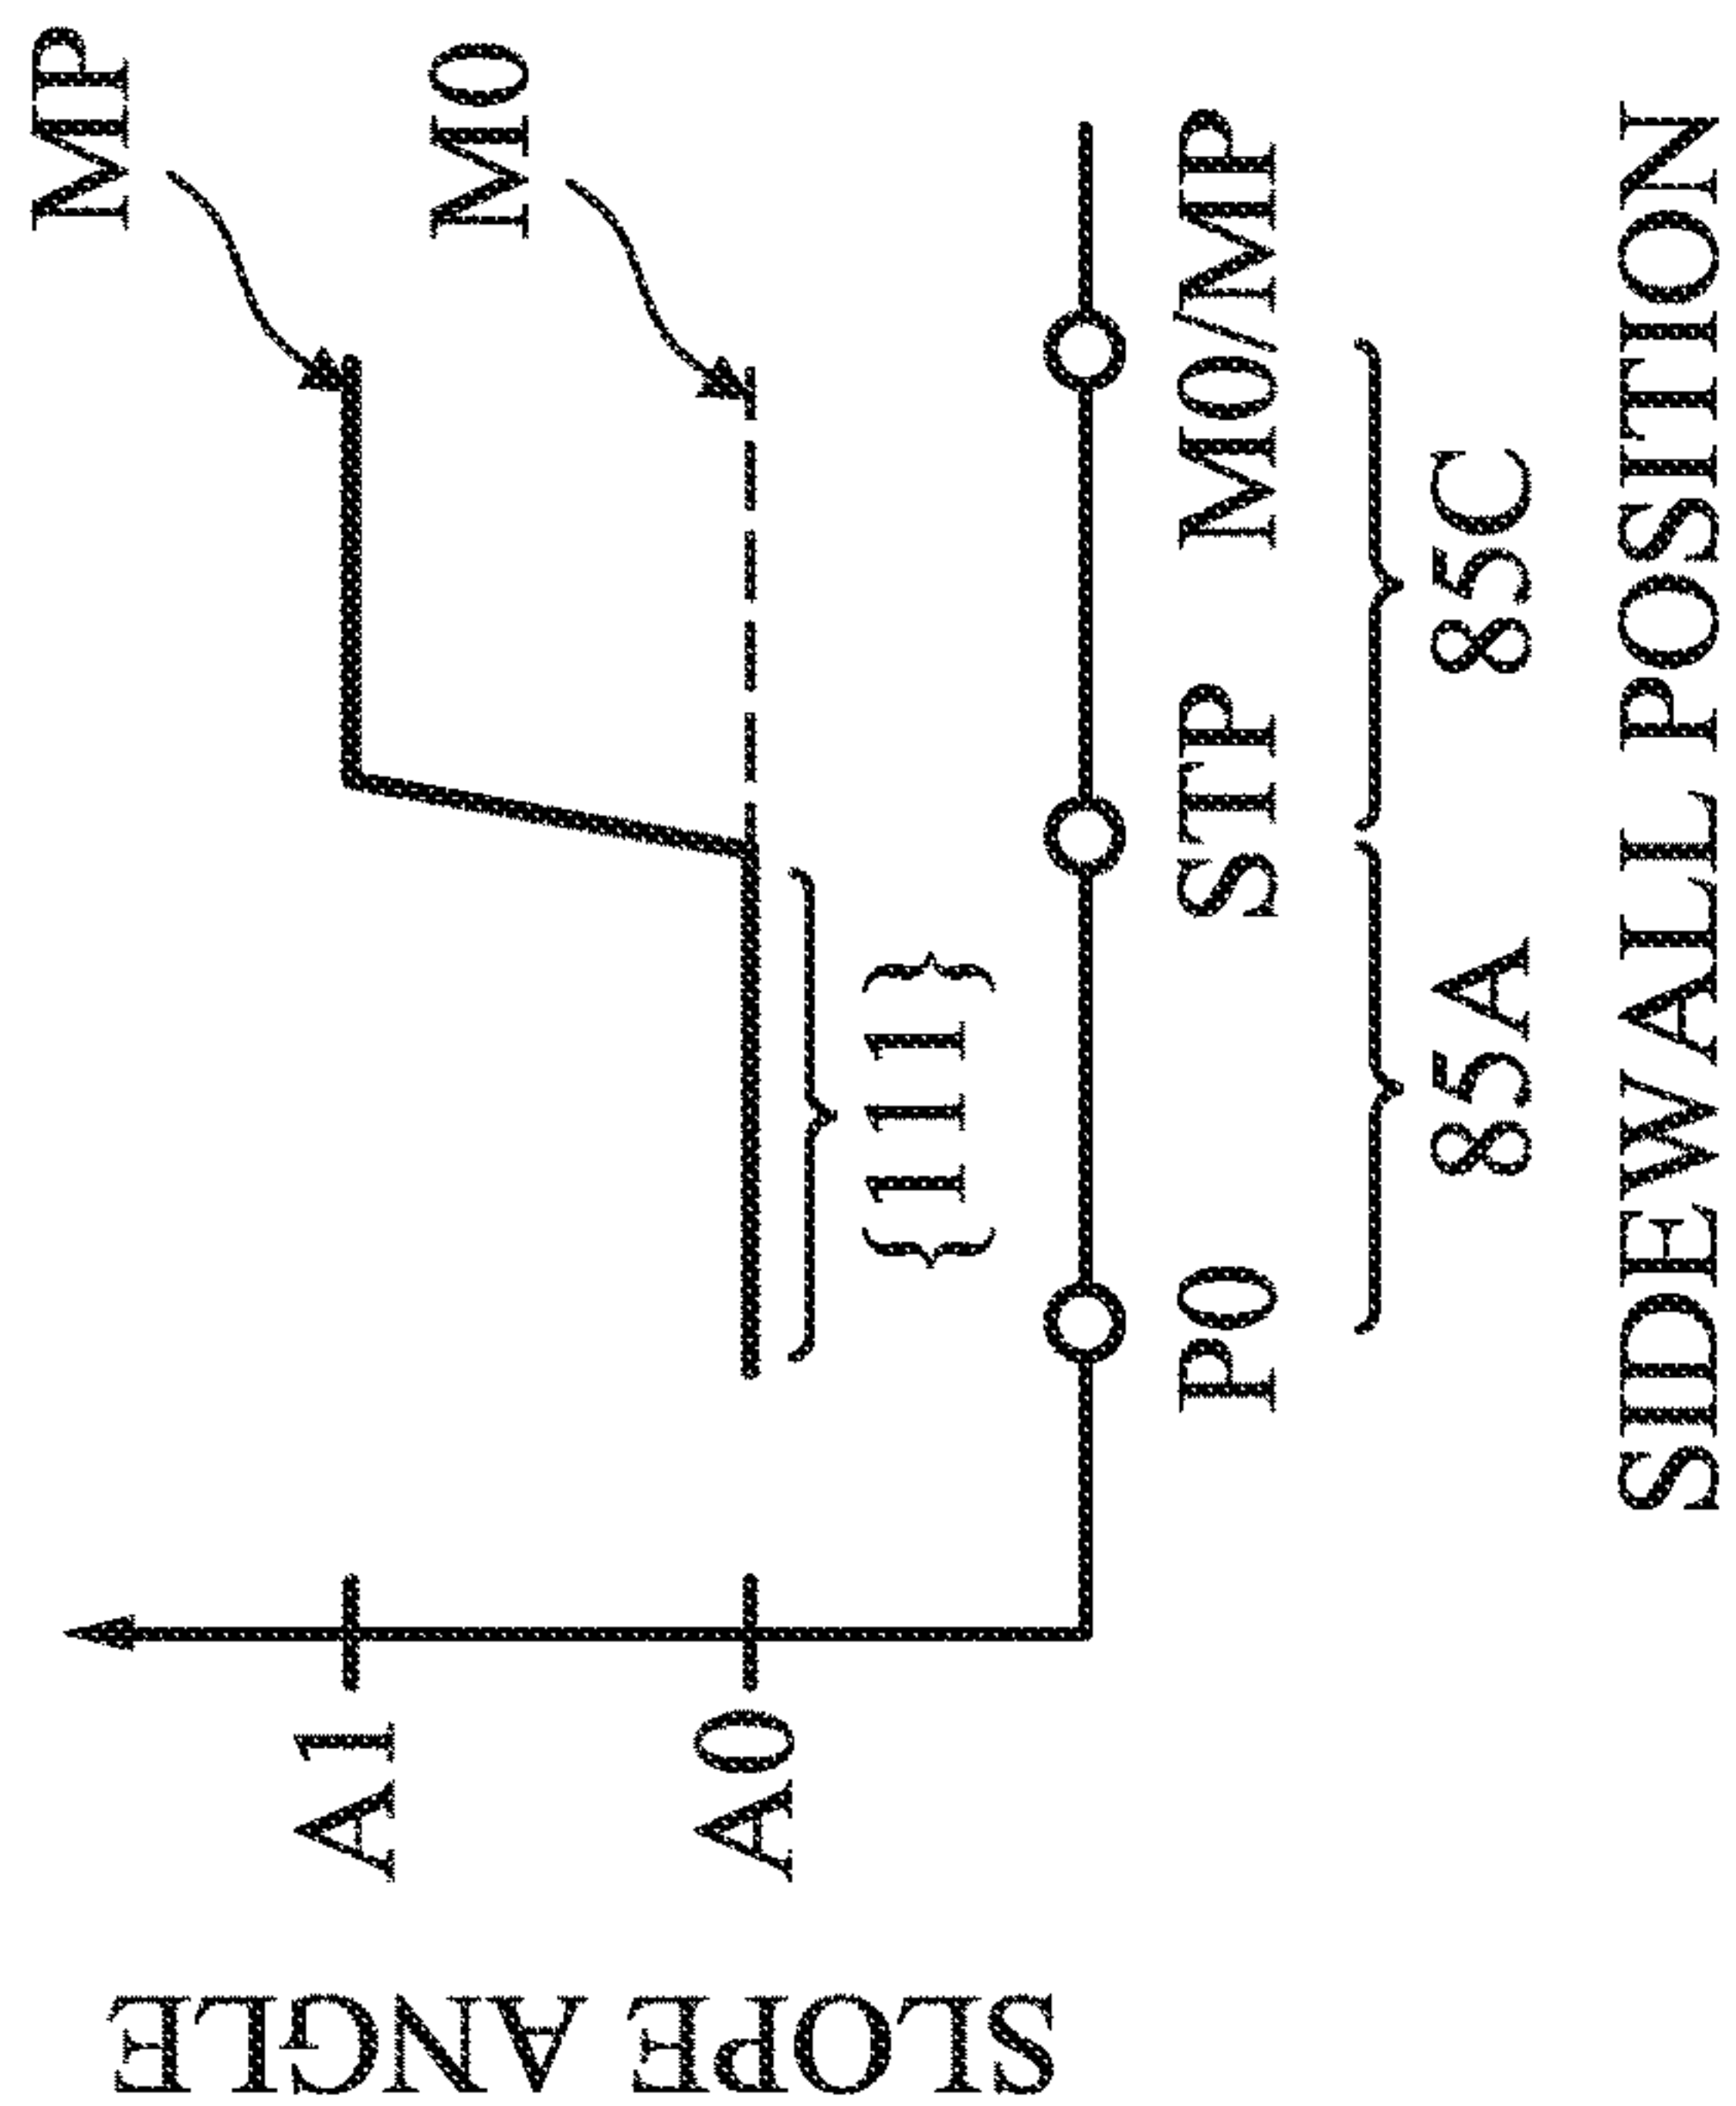 SLOPE ANGLE
A1
A0
MP
M0
{111}
P0
STP
M0/MP
85A
85C
SIDEWALL POSITION